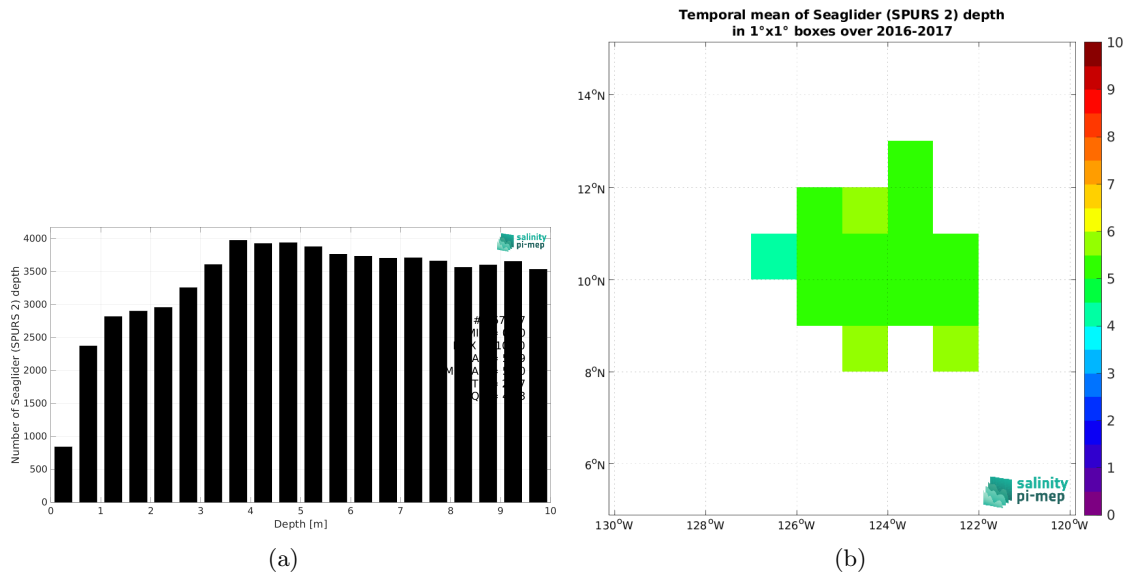 Number of Seaglider (SPURS 2) depth
4000
3500
3000
2500
2000
1500
1000
500
0
0 1 2 3 4 5 6 7 8 9 10
Depth [m]
salinity
pi-mep
(a)
Temporal mean of Seaglider (SPURS 2) depth
in 1°x1° boxes over 2016-2017
14°N
12°N
10°N
8°N
6°N
130°W 128°W 126°W 124°W 122°W 120°W
10
9
8
7
6
5
4
3
2
1
0
salinity
pi-mep
(b)